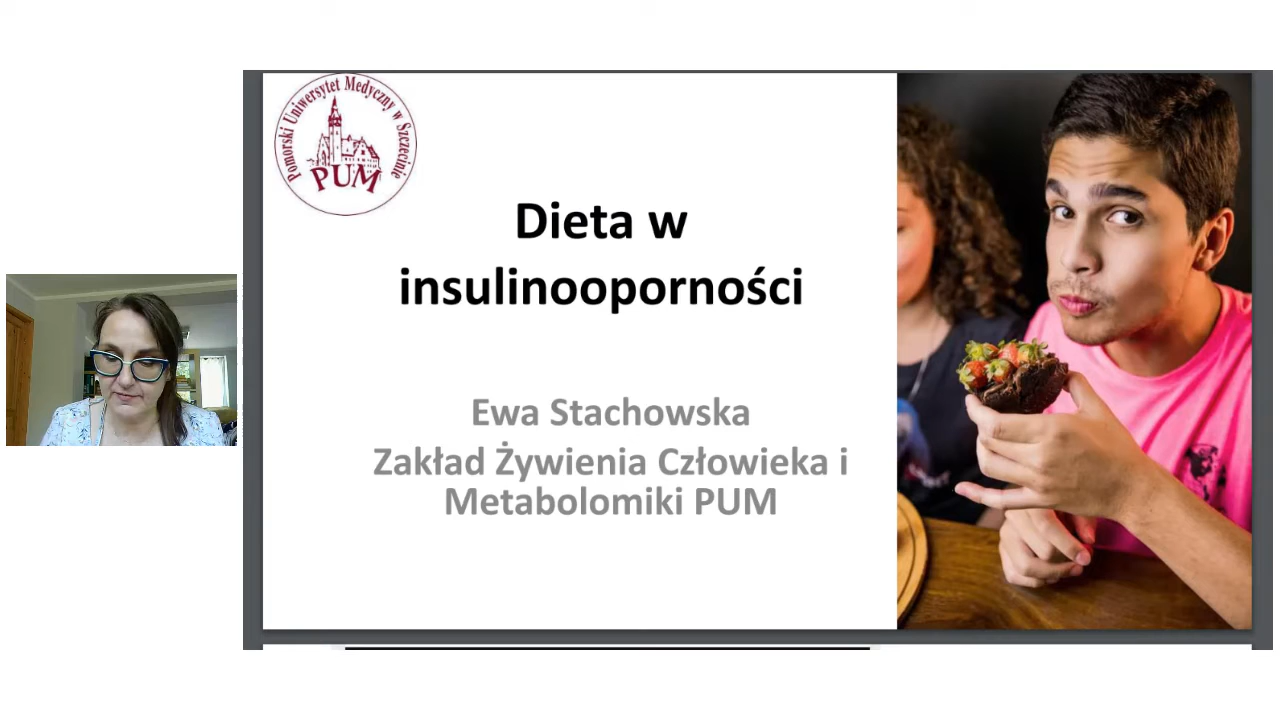 Pomorski Uniwersytet Medyczny w Szczecinie
PUM
Dieta w
insulinooporności
Ewa Stachowska
Zakład Żywienia Człowieka i
Metabolomiki PUM